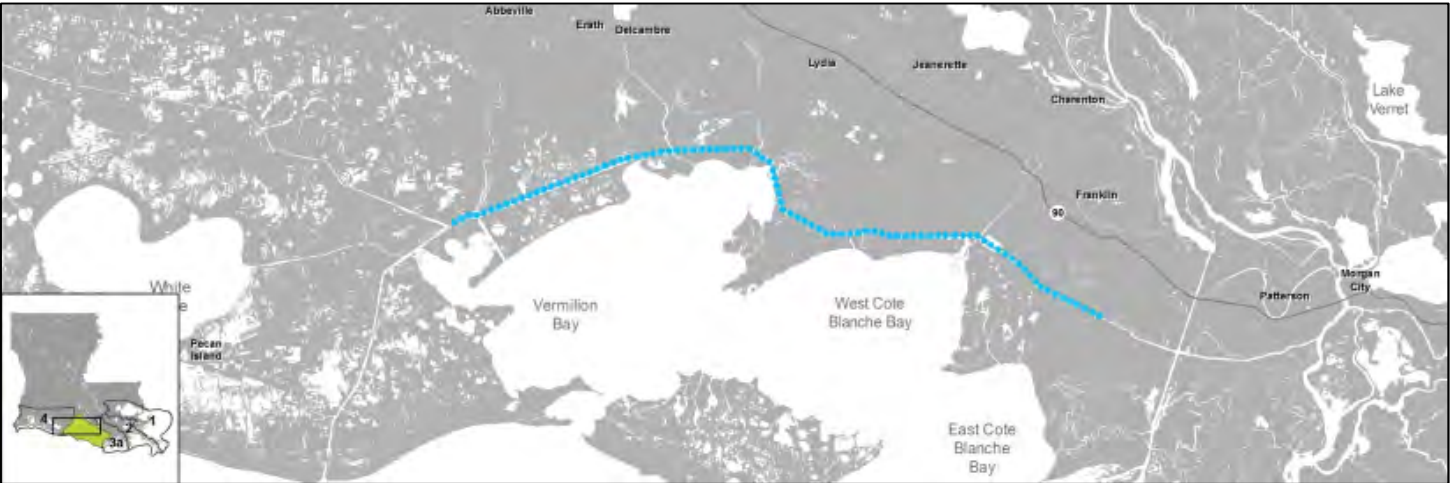 Abbeville
Erath
Delcambre
Lydia
Jeanerette
Charenton
Lake
Verret
Franklin
90
Morgan
City
Patterson
White
Vermilion
Bay
West Cote
Blanche Bay
Pecan
Island
East Cote
Blanche
Bay
4
1
2
3a